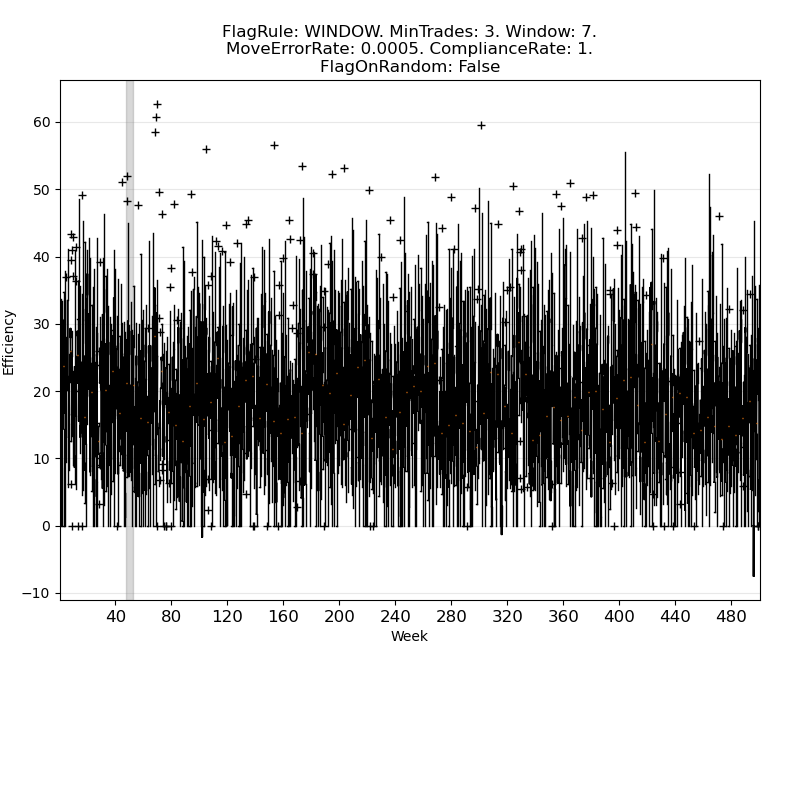 FlagRule: WINDOW. MinTrades: 3. Window: 7.
MoveErrorRate: 0.0005. ComplianceRate: 1.
FlagOnRandom: False
Efficiency
60
50
40
30
20
10
0
−10
40 80 120 160 200 240 280 320 360 400 440 480
Week